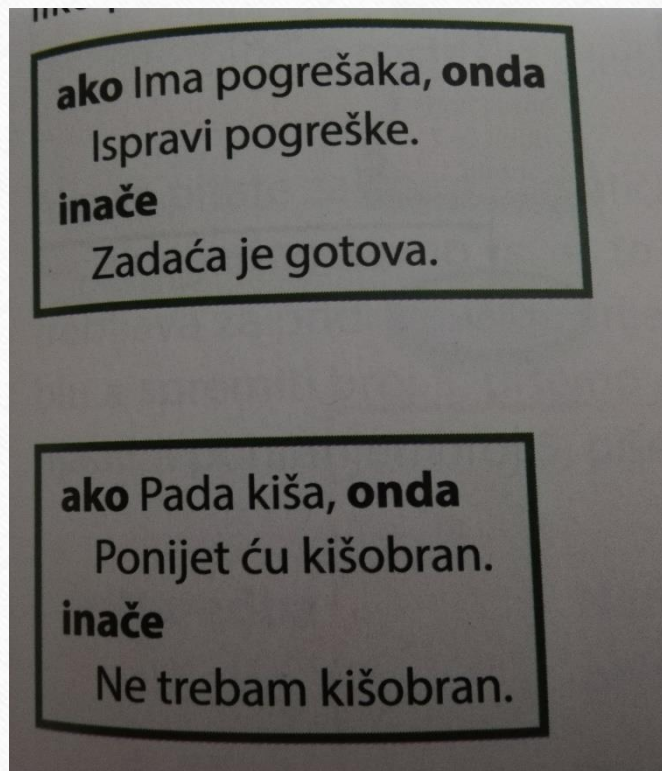 ako Ima pogrešaka, onda
Ispravi pogreške.
inače
Zadaća je gotova.
ako Pada kiša, onda
Ponijet ću kišobran.
inače
Ne trebam kišobran.